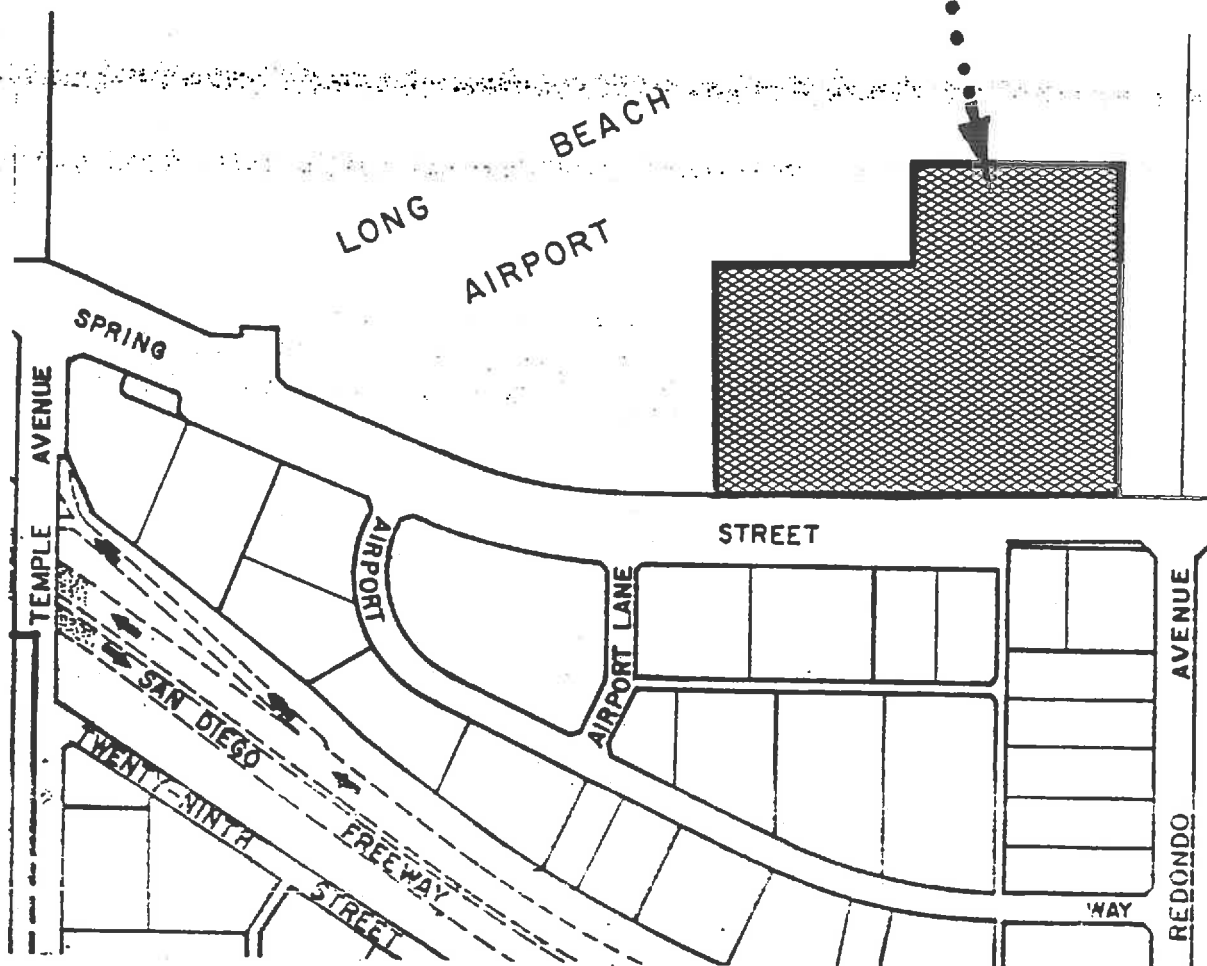 LONG BEACH
AIRPORT
SPRING STREET
TEMPLE AVENUE
AIRPORT WAY
AIRPORT LANE
REDONDO AVENUE
SAN DIEGO FREEWAY
TWENTY-NINTH STREET